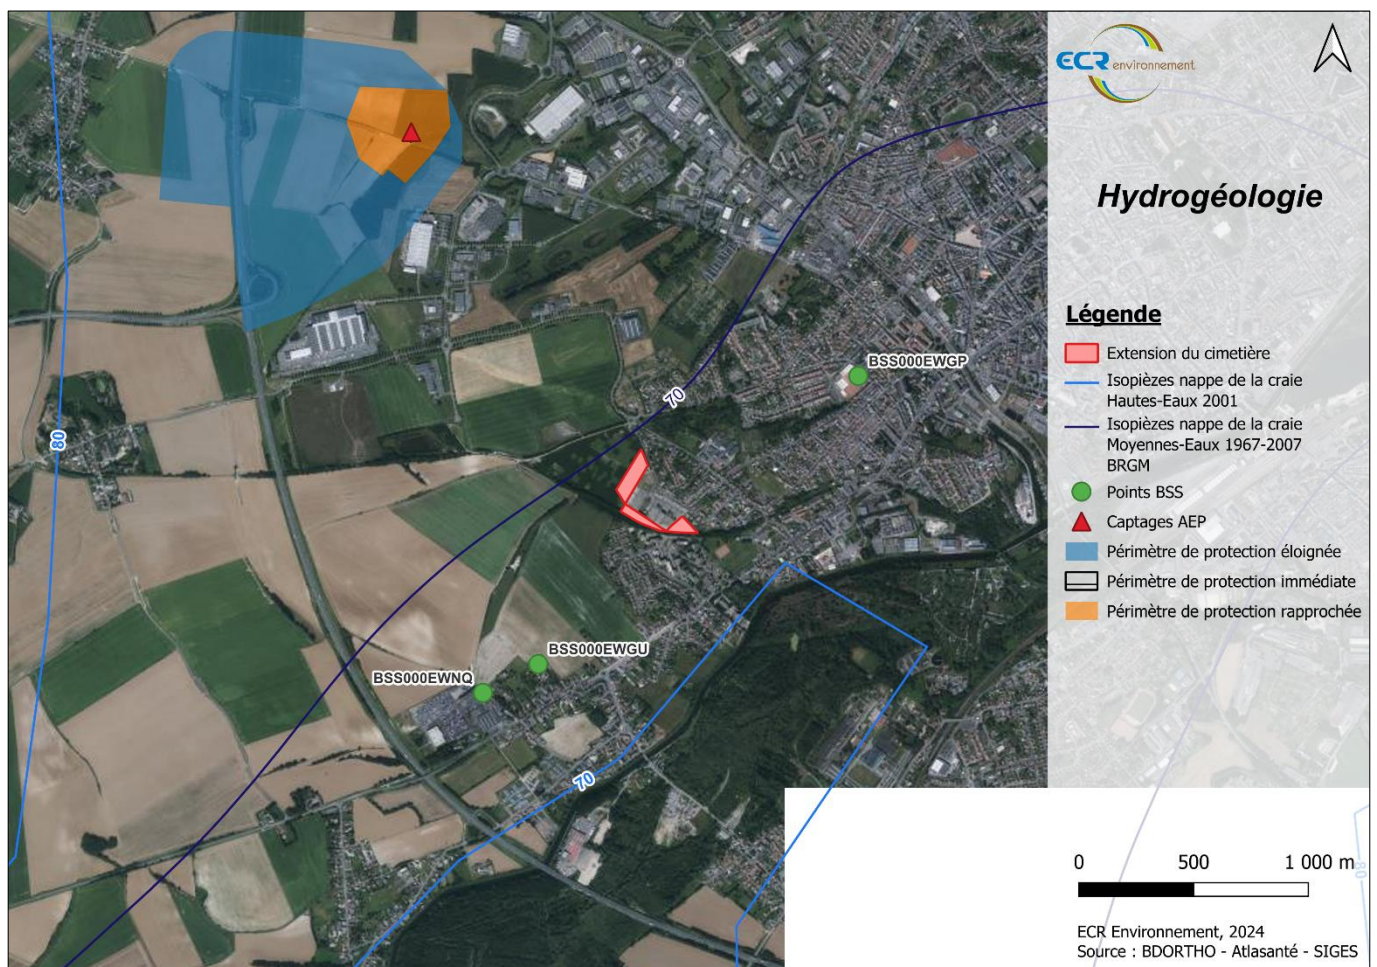 ECR environnement
Hydrogéologie
Légende
Extension du cimetière
Isopièzes nappe de la craie
Hautes-Eaux 2001
Isopièzes nappe de la craie
Moyennes-Eaux 1967-2007
BRGM
Points BSS
Captages AEP
Périmètre de protection éloignée
Périmètre de protection immédiate
Périmètre de protection rapprochée
BSS000EWGP
70
80
BSS000EWGU
BSS000EWNQ
70
0 500 1 000 m
80
ECR Environnement, 2024
Source : BDORTHO - Atlasanté - SIGES